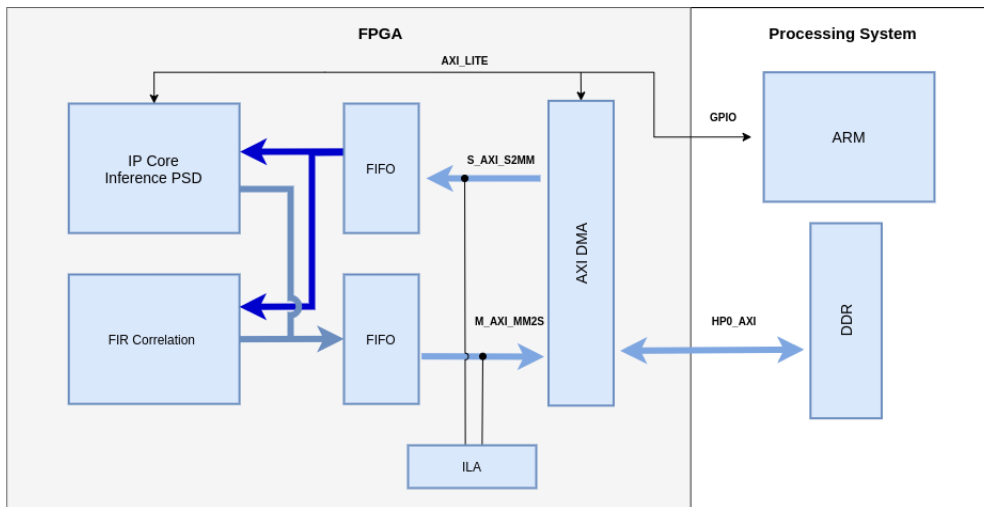 FPGA
Processing System
AXI_LITE
GPIO
ARM
IP Core
Inference PSD
FIFO
S_AXI_S2MM
AXI DMA
DDR
FIR Correlation
FIFO
M_AXI_MM2S
HP0_AXI
ILA